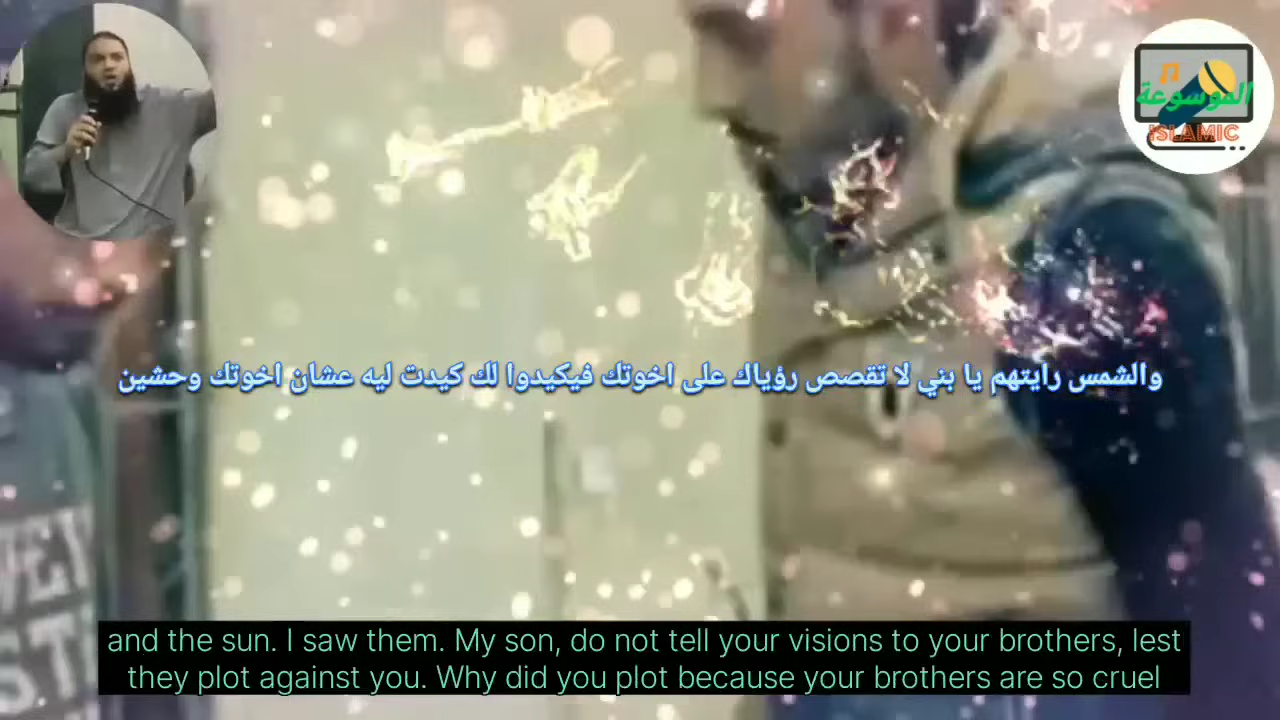 الموسوعة
ISLAMIC
والشمس رايتهم يا بني لا تقصص رؤياك على اخوتك فيكيدوا لك كيدت ليه عشان اخوتك وحشين
and the sun. I saw them. My son, do not tell your visions to your brothers, lest
they plot against you. Why did you plot because your brothers are so cruel